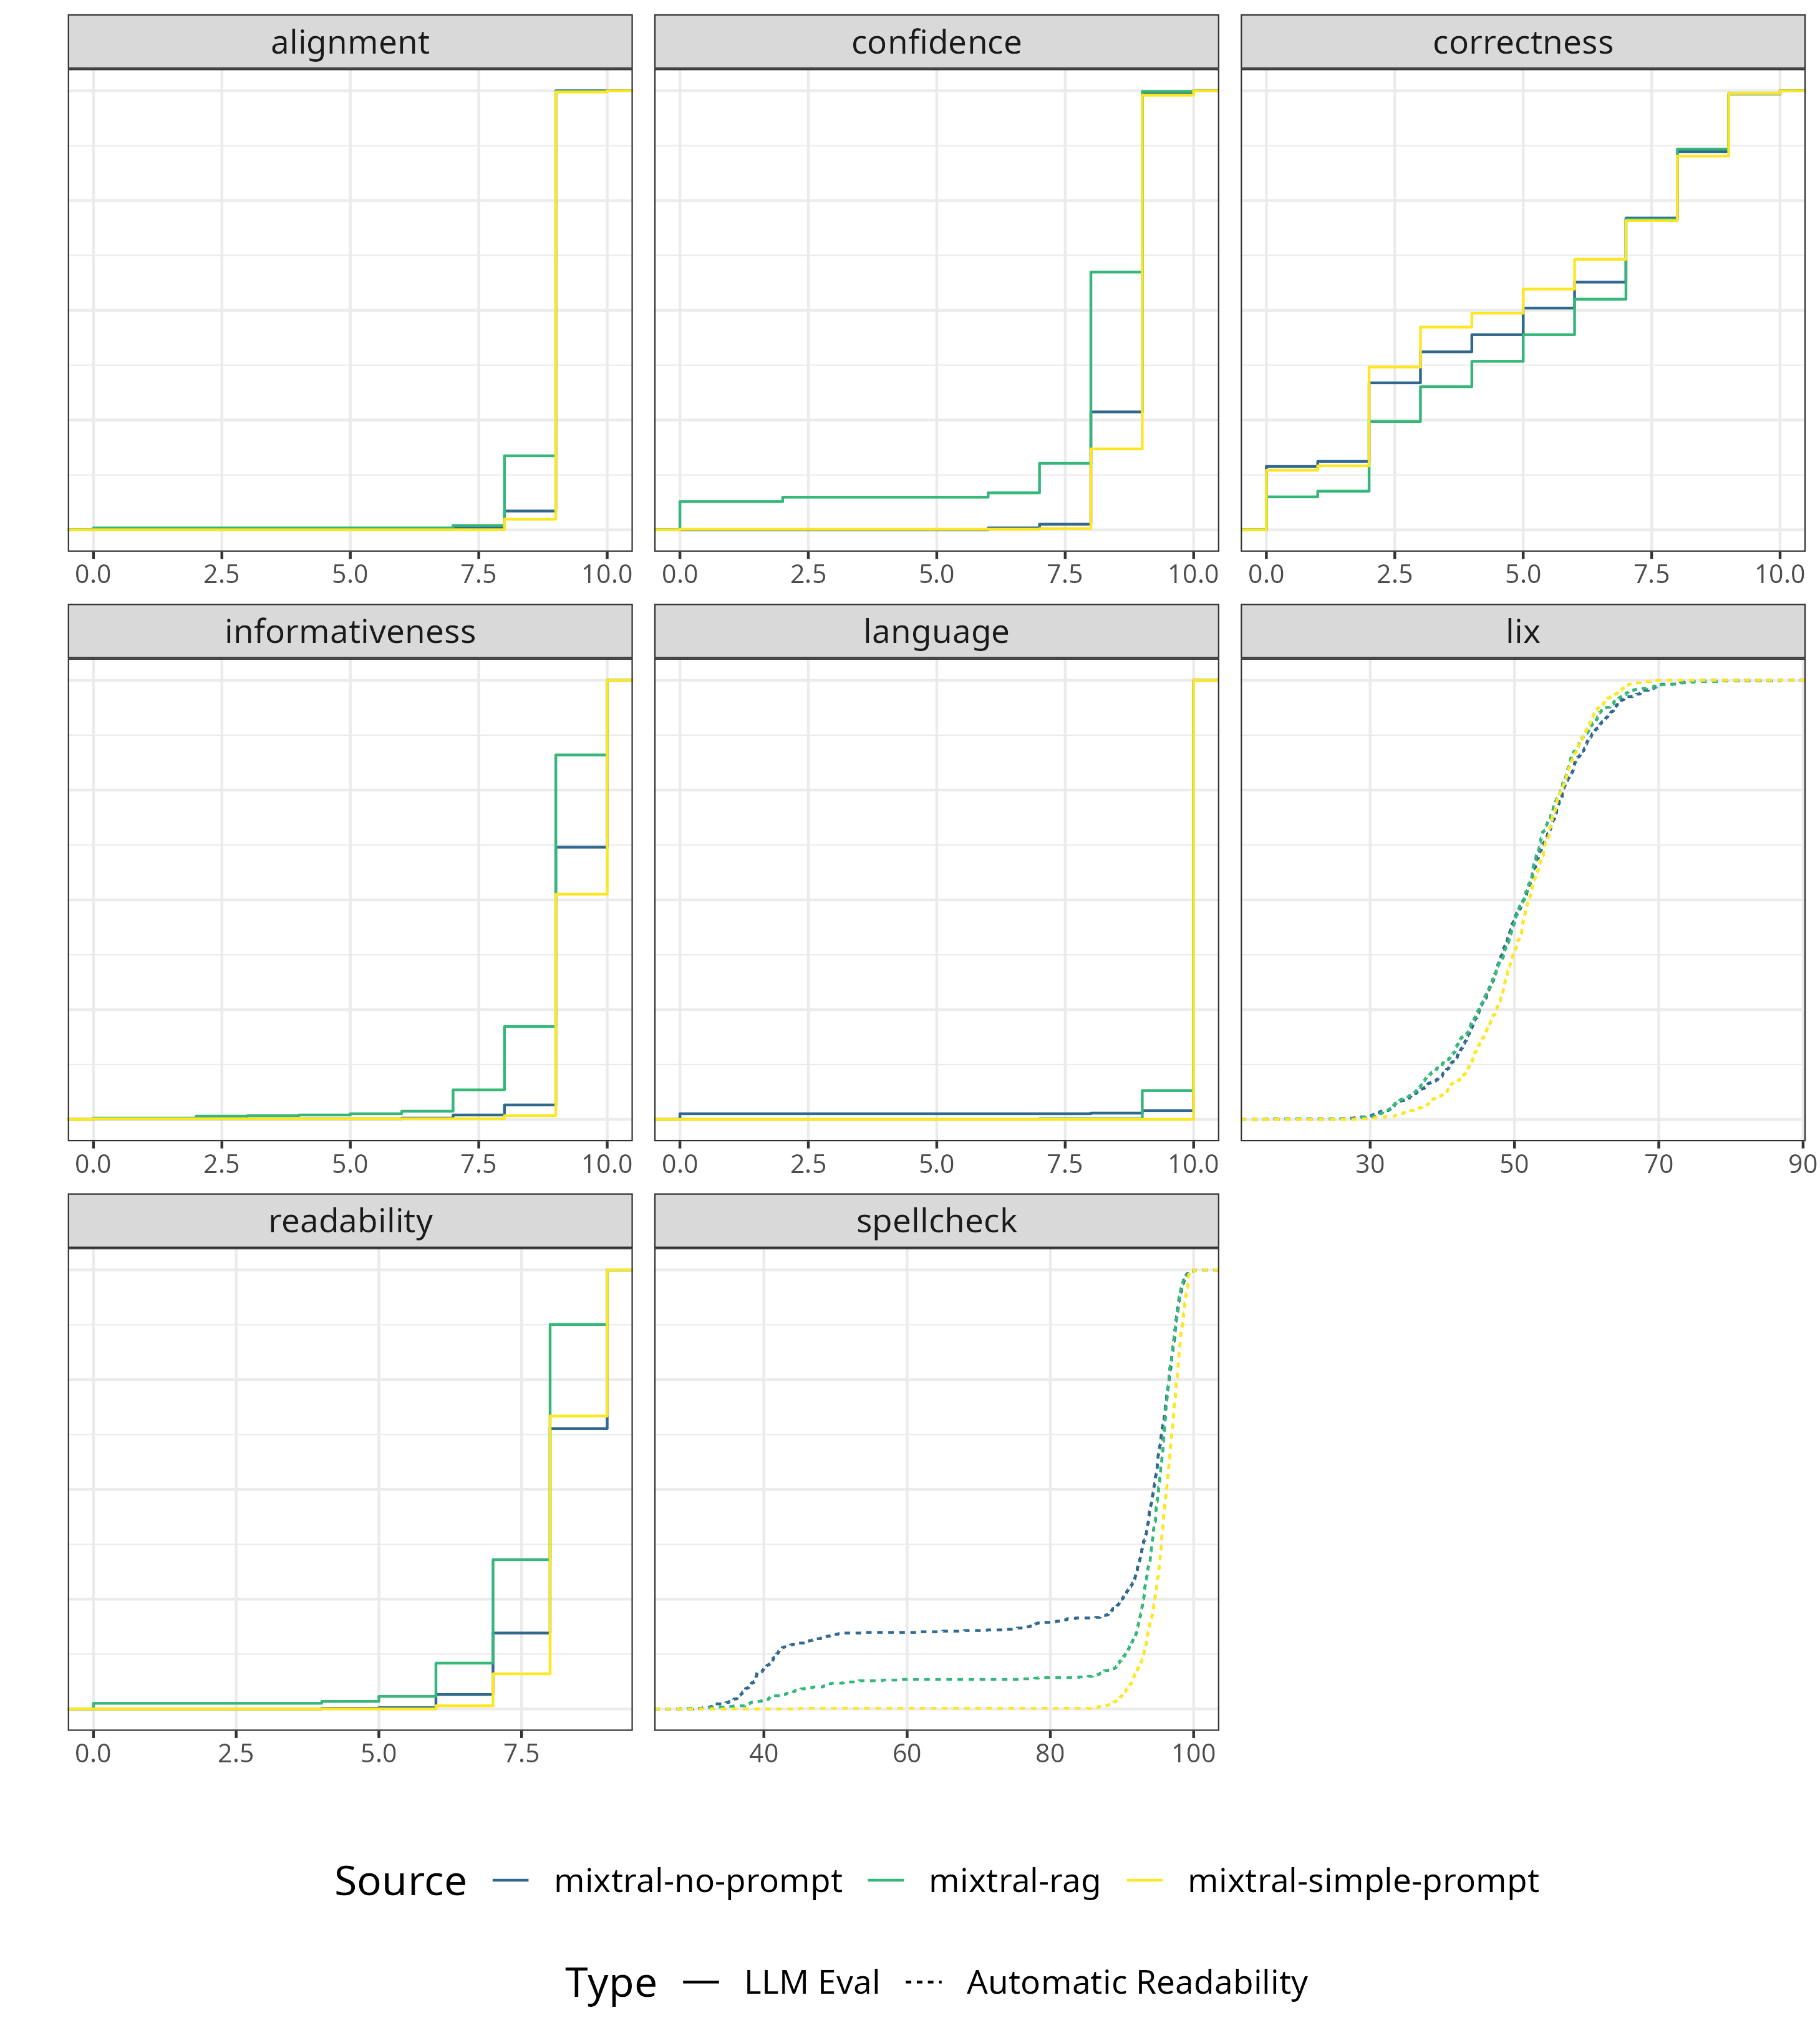 alignment confidence correctness
0.0 2.5 5.0 7.5 10.0 0.0 2.5 5.0 7.5 10.0 0.0 2.5 5.0 7.5 10.0
informativeness language lix
0.0 2.5 5.0 7.5 10.0 0.0 2.5 5.0 7.5 10.0 30 50 70 90
readability spellcheck
0.0 2.5 5.0 7.5 40 60 80 100
Source mixtral-no-prompt mixtral-rag mixtral-simple-prompt
Type LLM Eval Automatic Readability